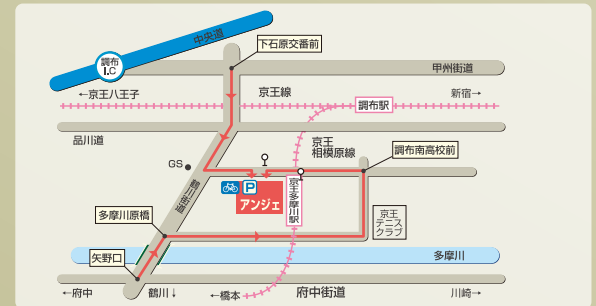 中央道
調布
I.C
下石原交番前
甲州街道
←京王八王子
京王線
調布駅
新宿→
品川道
京王
相模原線
調布南高校前
GS
鶴川街道
P
アンジェ
京王多摩川駅
京王
テニス
クラブ
多摩川原橋
矢野口
多摩川
←府中
鶴川↓
←橋本
府中街道
川崎→